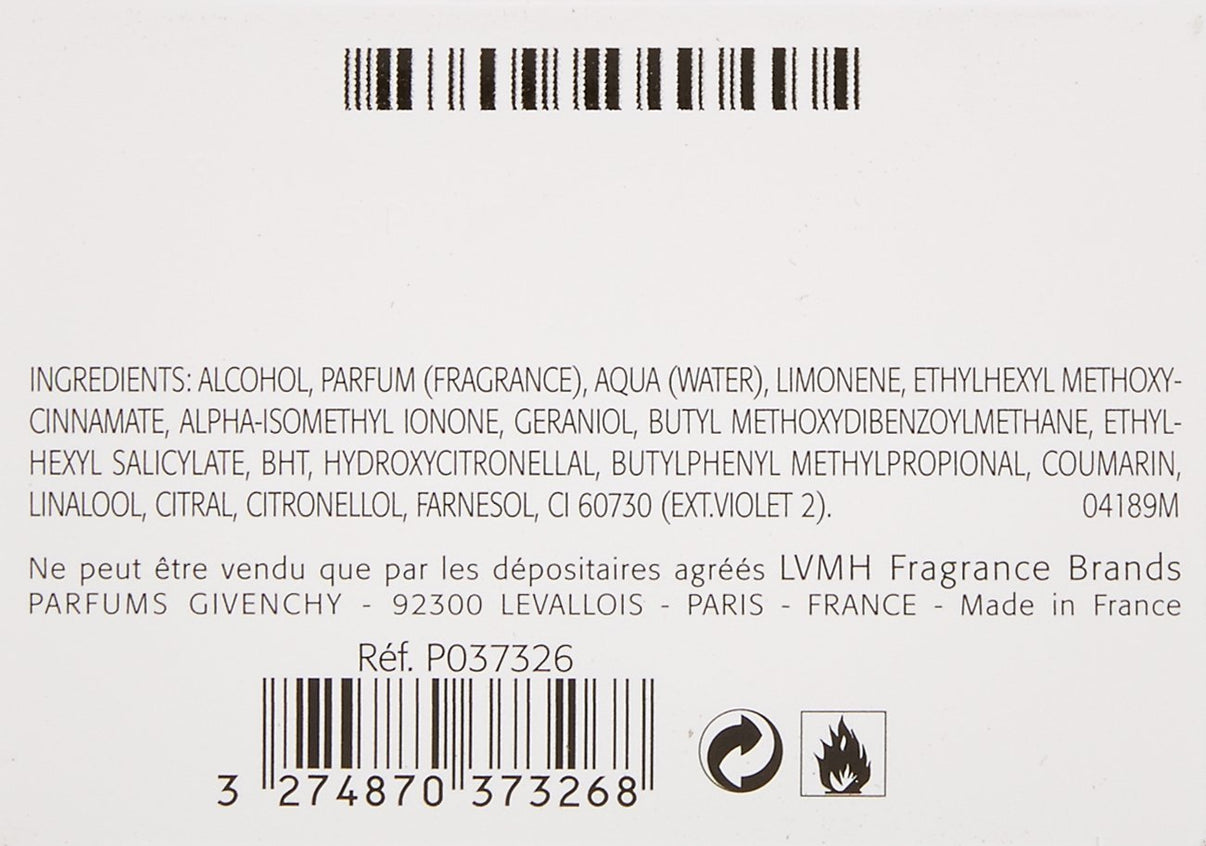 INGREDIENTS: ALCOHOL, PARFUM (FRAGRANCE), AQUA (WATER), LIMONENE, ETHYLHEXYL METHOXY-
CINNAMATE, ALPHA-ISOMETHYL IONONE, GERANIOL, BUTYL METHOXYDIBENZOYLMETHANE, ETHYL-
HEXYL SALICYLATE, BHT, HYDROXYCITRONELLAL, BUTYLPHENYL METHYLPROPIONAL, COUMARIN,
LINALOOL, CITRAL, CITRONELLOL, FARNESOL, CI 60730 (EXT.VIOLET 2). 04189M
Ne peut être vendu que par les dépositaires agréés LVMH Fragrance Brands
PARFUMS GIVENCHY - 92300 LEVALLOIS - PARIS - FRANCE - Made in France
Réf. P037326
3 274870 373268